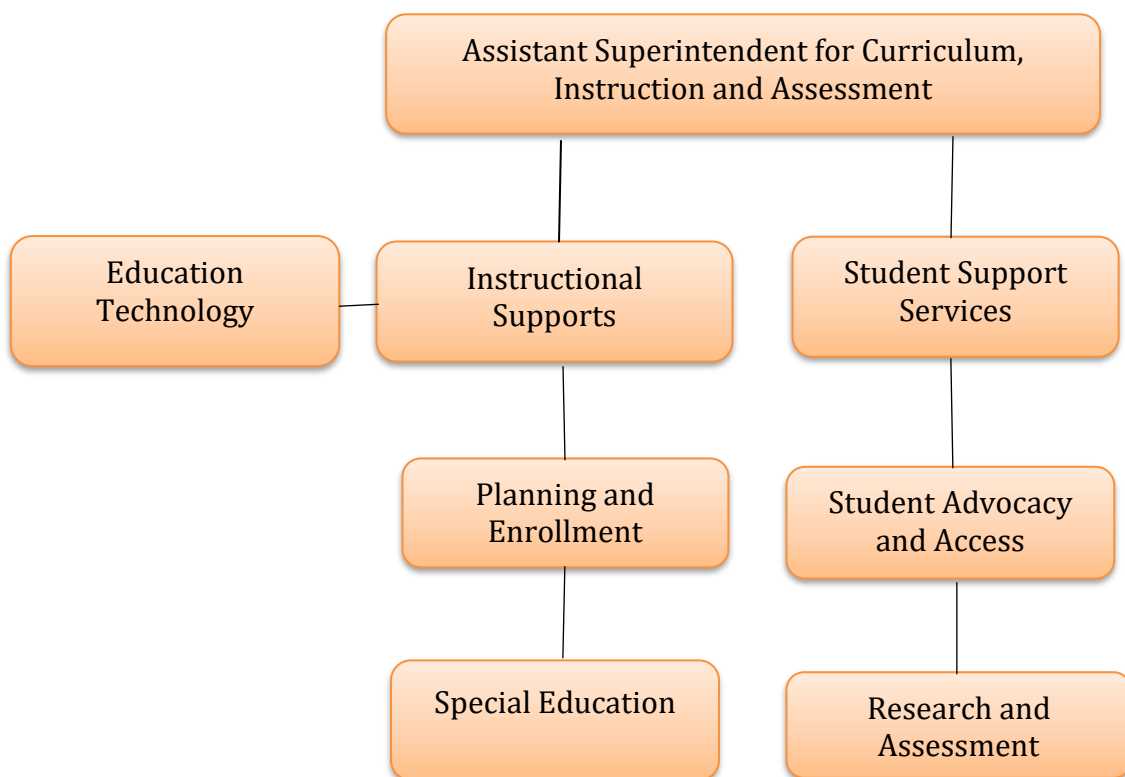 Assistant Superintendent for Curriculum,
Instruction and Assessment
Education
Technology
Instructional
Supports
Student Support
Services
Planning and
Enrollment
Student Advocacy
and Access
Special Education
Research and
Assessment